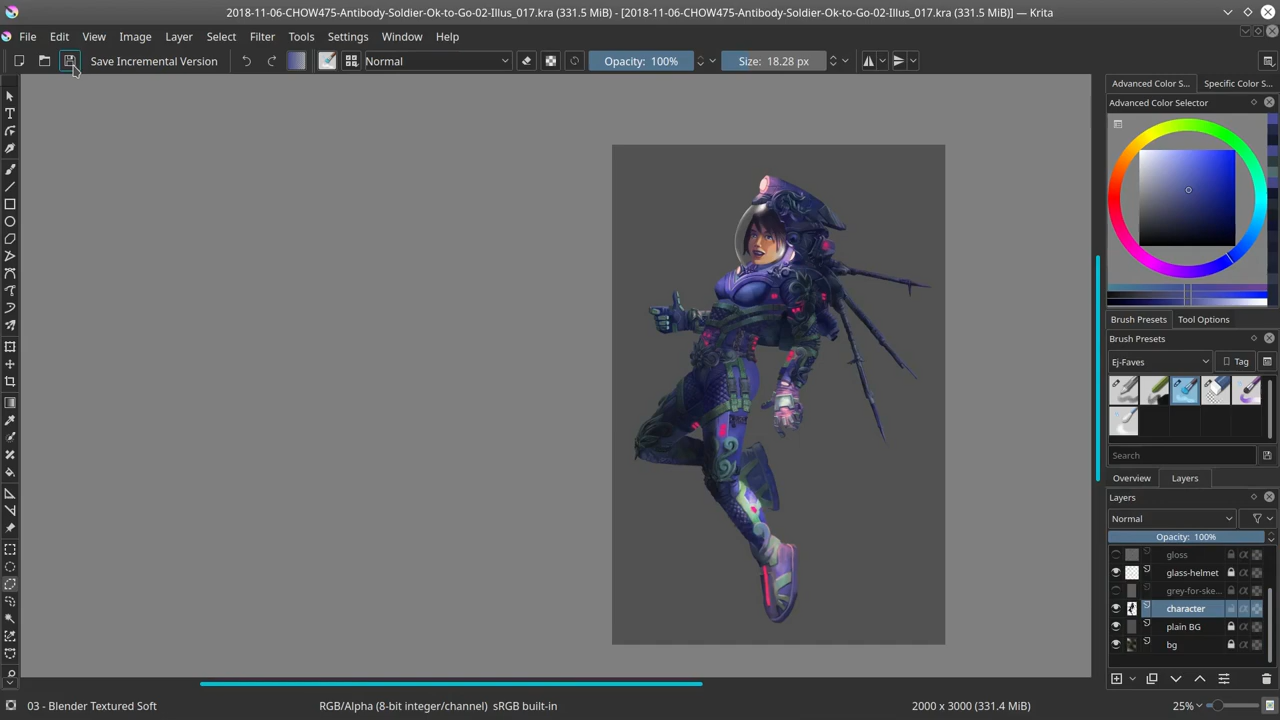 2018-11-06-CHOW475-Antibody-Soldier-Ok-to-Go-02-Illus_017.kra (331.5 MiB) - [2018-11-06-CHOW475-Antibody-Soldier-Ok-to-Go-02-Illus_017.kra (331.5 MiB)] — Krita
File Edit View Image Layer Select Filter Tools Settings Window Help
Save Incremental Version Normal Opacity: 100% Size: 18.28 px
Advanced Color S... Specific Color S...
Advanced Color Selector
Brush Presets Tool Options
Brush Presets
Ej-Faves Tag
Search
Overview Layers
Layers
Normal
Opacity: 100%
gloss
glass-helmet
grey-for-ske...
character
plain BG
bg
03 - Blender Textured Soft RGB/Alpha (8-bit integer/channel) sRGB built-in 2000 x 3000 (331.4 MiB) 25%